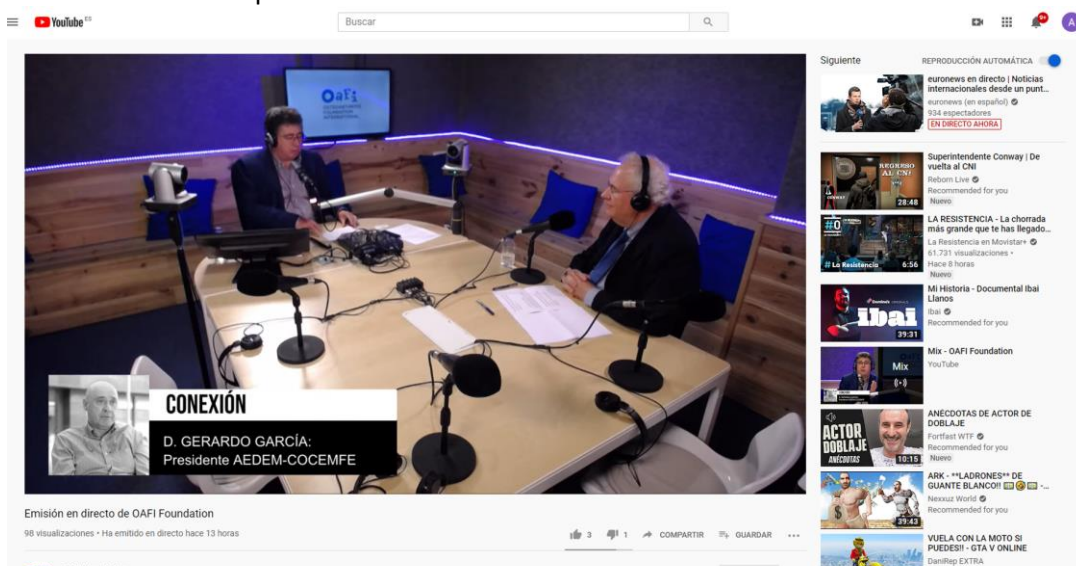 YouTube ES
Buscar
9+
A
OaFi
CONEXIÓN
D. GERARDO GARCÍA:
Presidente AEDEM-COCEMFE
Emisión en directo de OAFI Foundation
98 visualizaciones • Ha emitido en directo hace 13 horas
3
1
COMPARTIR
GUARDAR
Siguiente
REPRODUCCIÓN AUTOMÁTICA
euronews en directo | Noticias
internacionales desde un punt...
euronews (en español)
934 espectadores
EN DIRECTO AHORA
REGRESO
AL CNI
28:48
Superintendente Conway | De
vuelta al CNI
Reborn Live
Recommended for you
Nuevo
#0
# La Resistencia
6:56
LA RESISTENCIA - La chorrada
más grande que te has llegado...
La Resistencia en Movistar+
61.731 visualizaciones •
Hace 8 horas
Nuevo
ibai
39:31
Mi Historia - Documental Ibai
Llanos
Ibai
Recommended for you
Mix
Mix - OAFI Foundation
YouTube
ACTOR
DOBLAJE
ANÉCDOTAS
10:15
ANÉCDOTAS DE ACTOR DE
DOBLAJE
Fortfast WTF
Recommended for you
Nuevo
39:43
ARK - **LADRONES** DE
GUANTE BLANCO!! - ...
Nexxuz World
Recommended for you
VUELA CON LA MOTO SI
PUEDES!! - GTA V ONLINE
DaniRep EXTRA